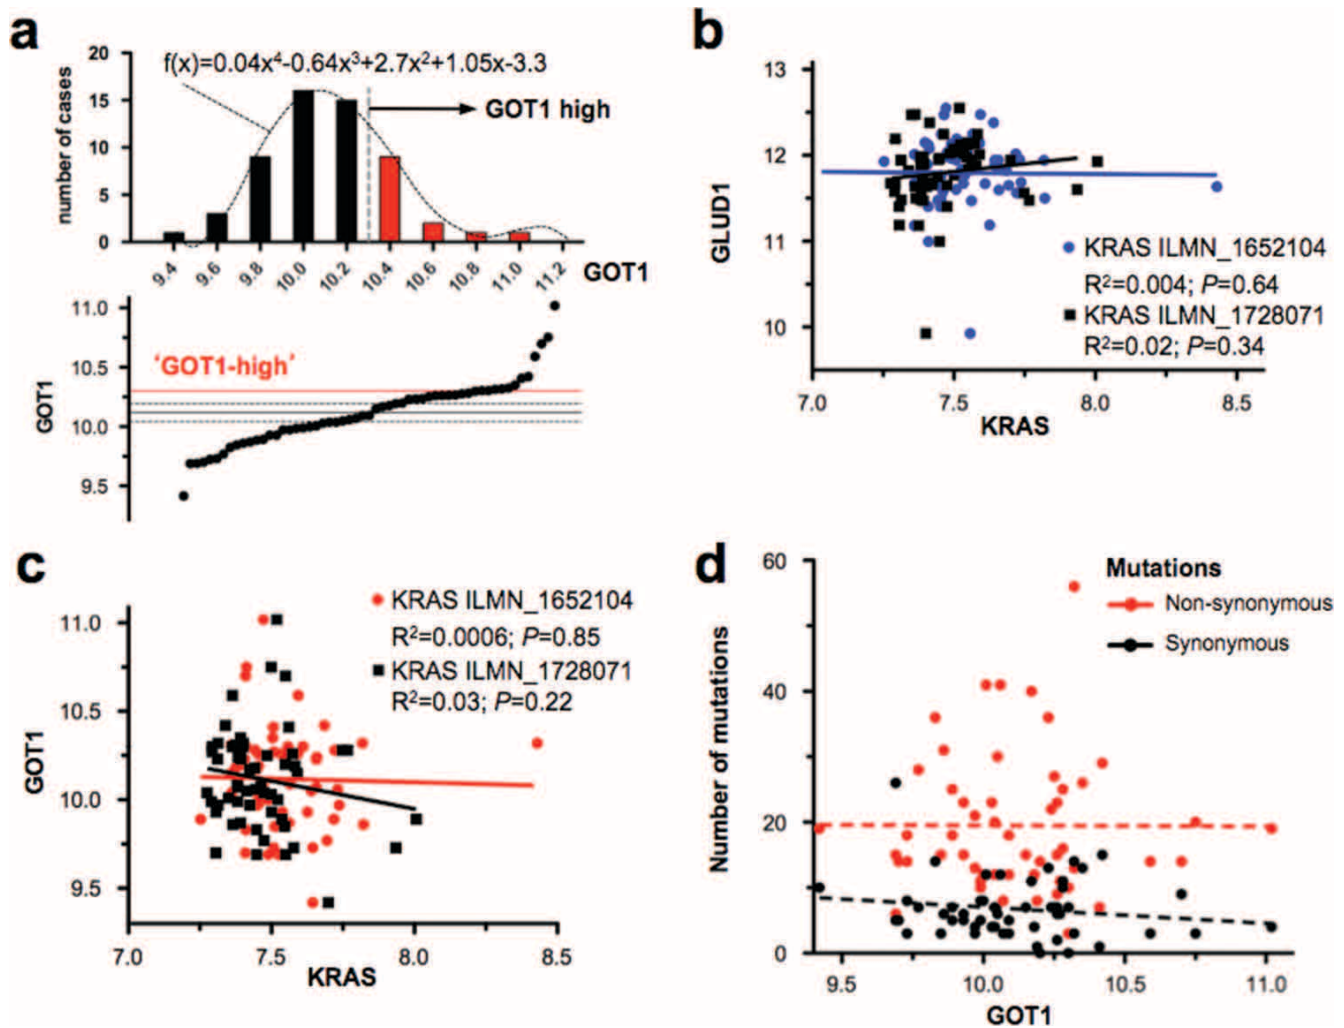 a
f(x)=0.04x⁴-0.64x³+2.7x²+1.05x-3.3
GOT1 high
number of cases
20
15
10
5
0
9.4 9.6 9.8 10.0 10.2 10.4 10.6 10.8 11.0 11.2 GOT1
'GOT1-high'
GOT1
11.0
10.5
10.0
9.5
b
GLUD1
13
12
11
10
KRAS ILMN_1652104
R²=0.004; P=0.64
KRAS ILMN_1728071
R²=0.02; P=0.34
7.0 7.5 8.0 8.5
KRAS
c
GOT1
11.0
10.5
10.0
9.5
KRAS ILMN_1652104
R²=0.0006; P=0.85
KRAS ILMN_1728071
R²=0.03; P=0.22
7.0 7.5 8.0 8.5
KRAS
d
Number of mutations
60
40
20
0
Mutations
Non-synonymous
Synonymous
9.5 10.0 10.5 11.0
GOT1